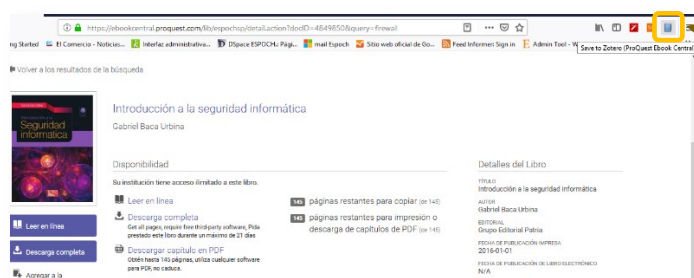 https://ebookcentral.proquest.com/lib/espochsp/detail.action?docID=4849850&query=firewall
ng Started El Comercio - Noticias... Interfaz administrativa... DSpace ESPOCH: Pági... mail Espoch Sitio web oficial de Go... Feed Informer: Sign in Admin Tool - W
Save to Zotero (ProQuest Ebook Central)
Volver a los resultados de la búsqueda
Seguridad informática
Introducción a la seguridad informática
Gabriel Baca Urbina
Disponibilidad
Su institución tiene acceso ilimitado a este libro.
Leer en línea
Descarga completa
Get all pages, require free third-party software, Pida
prestado este libro durante un máximo de 21 días
Descargar capítulo en PDF
Obtén hasta 145 páginas, utiliza cualquier software
para PDF, no caduca.
145 páginas restantes para copiar (de 145)
145 páginas restantes para impresión o
descarga de capítulos de PDF (de 145)
Detalles del Libro
TÍTULO
Introducción a la seguridad informática
AUTOR
Gabriel Baca Urbina
EDITORIAL
Grupo Editorial Patria
FECHA DE PUBLICACIÓN IMPRESA
2016-01-01
FECHA DE PUBLICACIÓN DE LIBRO ELECTRÓNICO
N/A
Leer en línea
Descarga completa
Agregar a la